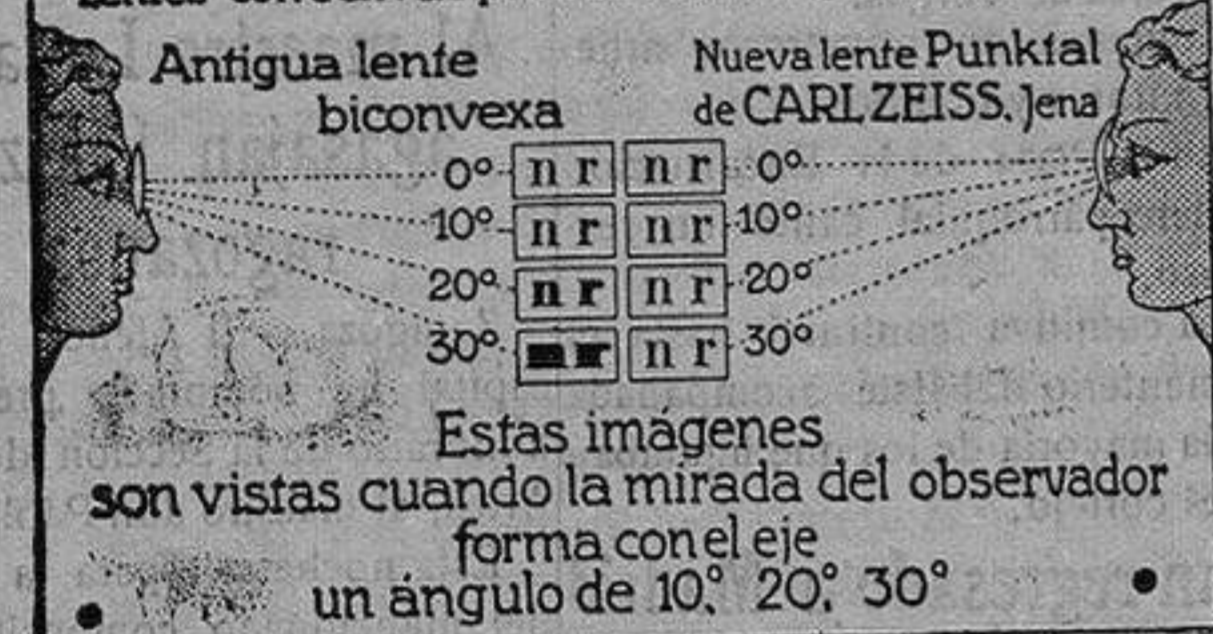 Antigua lente
biconvexa
Nueva lente Punktal
de CARL ZEISS, Jena
0° n r n r 0°
10° n r n r 10°
20° n r n r 20°
30° n r n r 30°
Estas imágenes
son vistas cuando la mirada del observador
forma con el eje
un ángulo de 10°, 20°, 30°